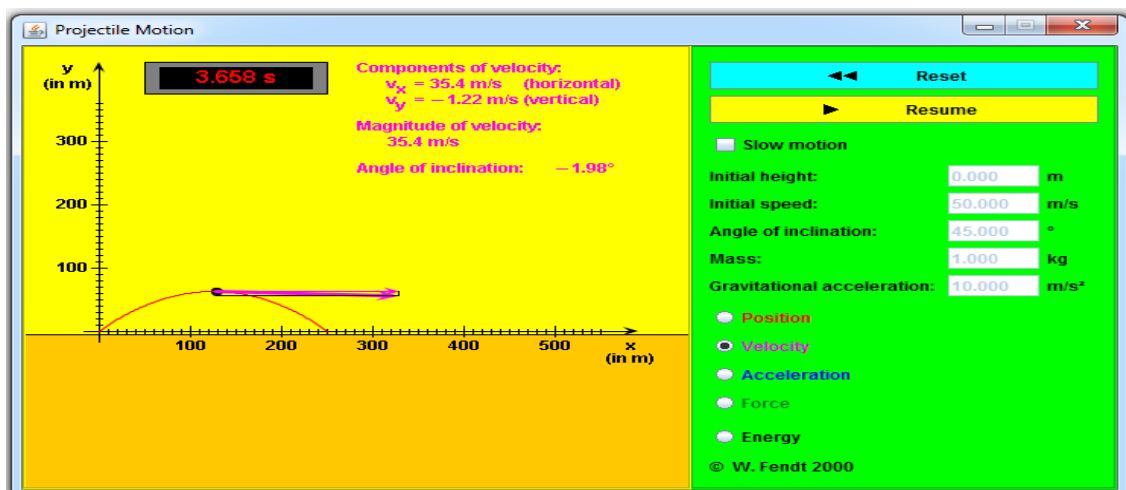 Projectile Motion
y
(in m)
3.658 s
Components of velocity:
vx = 35.4 m/s (horizontal)
vy = −1.22 m/s (vertical)
Magnitude of velocity:
35.4 m/s
Angle of inclination: −1.98°
300
200
100
100 200 300 400 500 x
(in m)
Reset
Resume
Slow motion
Initial height: 0.000 m
Initial speed: 50.000 m/s
Angle of inclination: 45.000 °
Mass: 1.000 kg
Gravitational acceleration: 10.000 m/s²
Position
Velocity
Acceleration
Force
Energy
© W. Fendt 2000